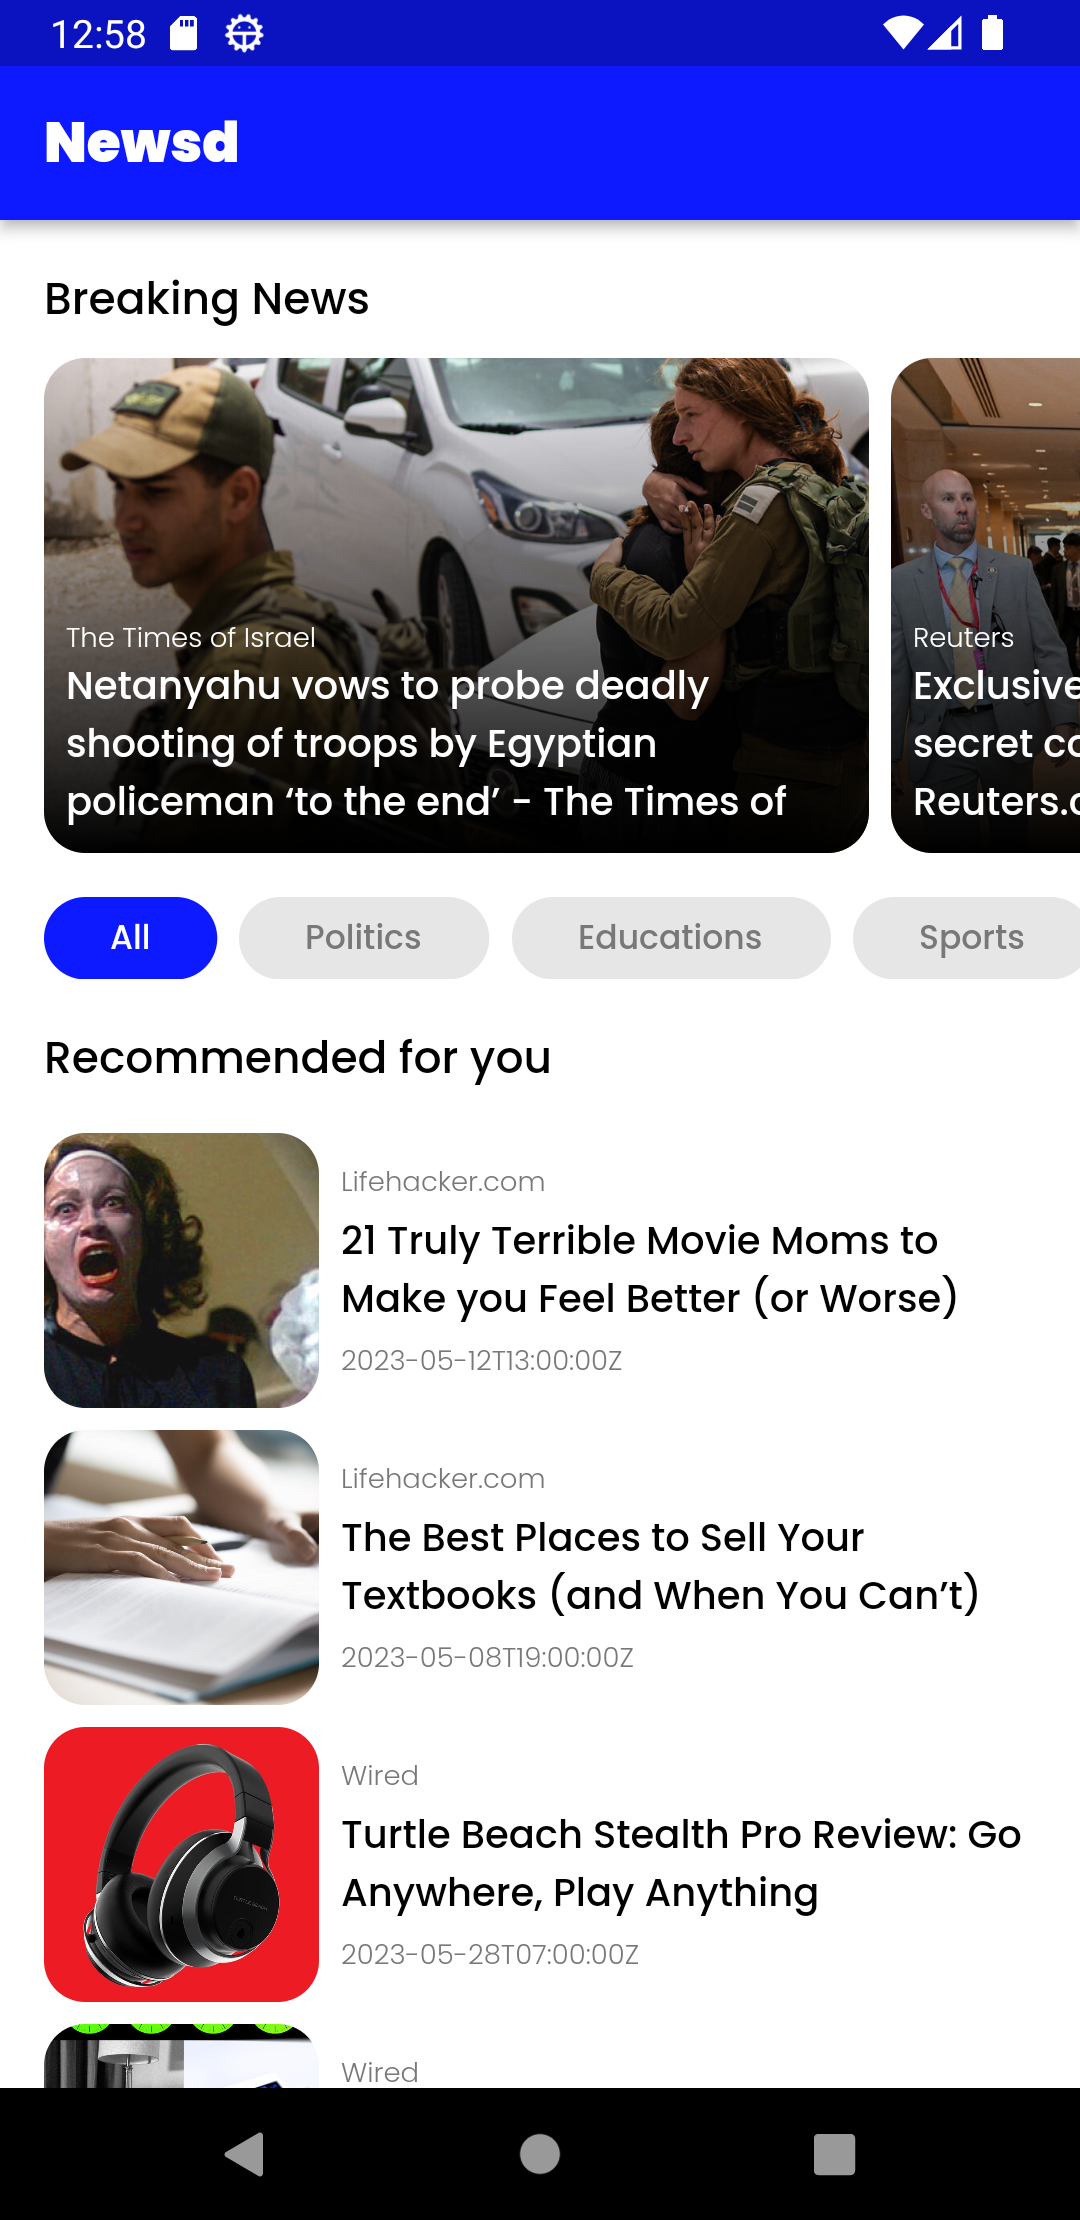 12:58
Newsd
Breaking News
The Times of Israel
Netanyahu vows to probe deadly
shooting of troops by Egyptian
policeman ‘to the end’ - The Times of
Reuters
Exclusive
secret
Reuters.
All
Politics
Educations
Sports
Recommended for you
Lifehacker.com
21 Truly Terrible Movie Moms to
Make you Feel Better (or Worse)
2023-05-12T13:00:00Z
Lifehacker.com
The Best Places to Sell Your
Textbooks (and When You Can’t)
2023-05-08T19:00:00Z
Wired
Turtle Beach Stealth Pro Review: Go
Anywhere, Play Anything
2023-05-28T07:00:00Z
Wired